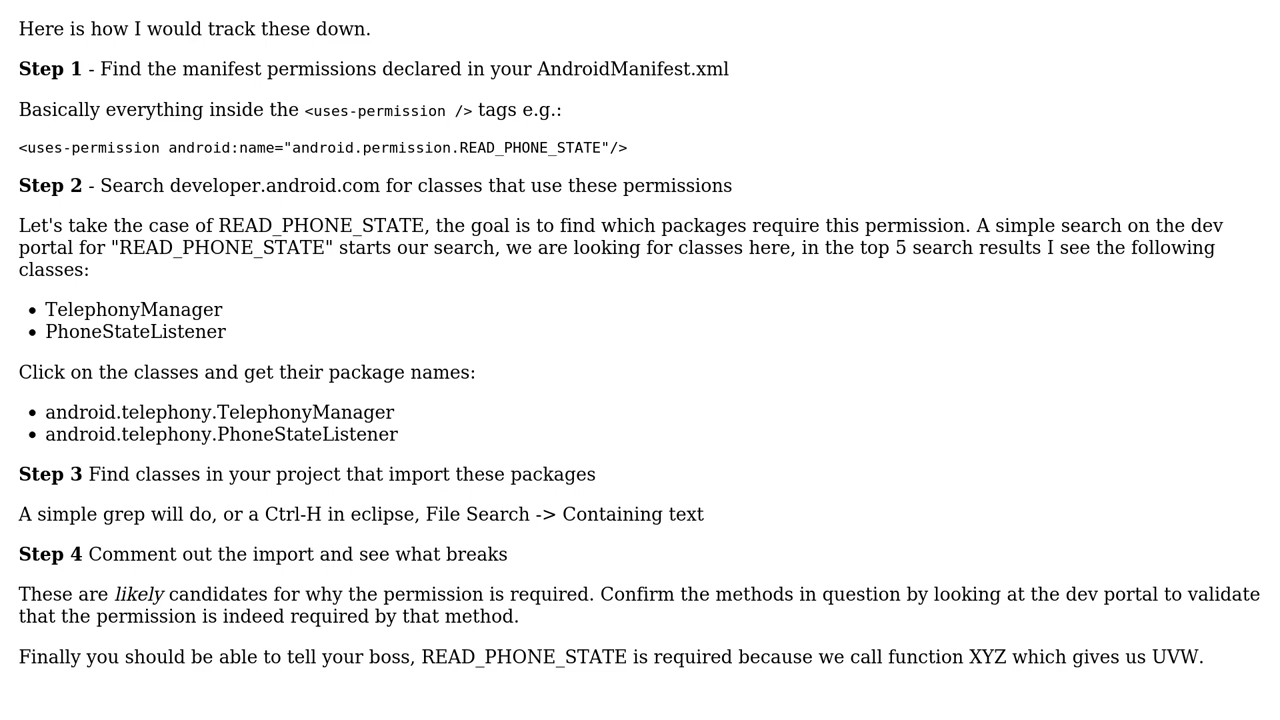 Here is how I would track these down.
Step 1 - Find the manifest permissions declared in your AndroidManifest.xml
Basically everything inside the <uses-permission /> tags e.g.:
<uses-permission android:name="android.permission.READ_PHONE_STATE"/>
Step 2 - Search developer.android.com for classes that use these permissions
Let's take the case of READ_PHONE_STATE, the goal is to find which packages require this permission. A simple search on the dev
portal for "READ_PHONE_STATE" starts our search, we are looking for classes here, in the top 5 search results I see the following
classes:
• TelephonyManager
• PhoneStateListener
Click on the classes and get their package names:
• android.telephony.TelephonyManager
• android.telephony.PhoneStateListener
Step 3 Find classes in your project that import these packages
A simple grep will do, or a Ctrl-H in eclipse, File Search -> Containing text
Step 4 Comment out the import and see what breaks
These are likely candidates for why the permission is required. Confirm the methods in question by looking at the dev portal to validate
that the permission is indeed required by that method.
Finally you should be able to tell your boss, READ_PHONE_STATE is required because we call function XYZ which gives us UVW.